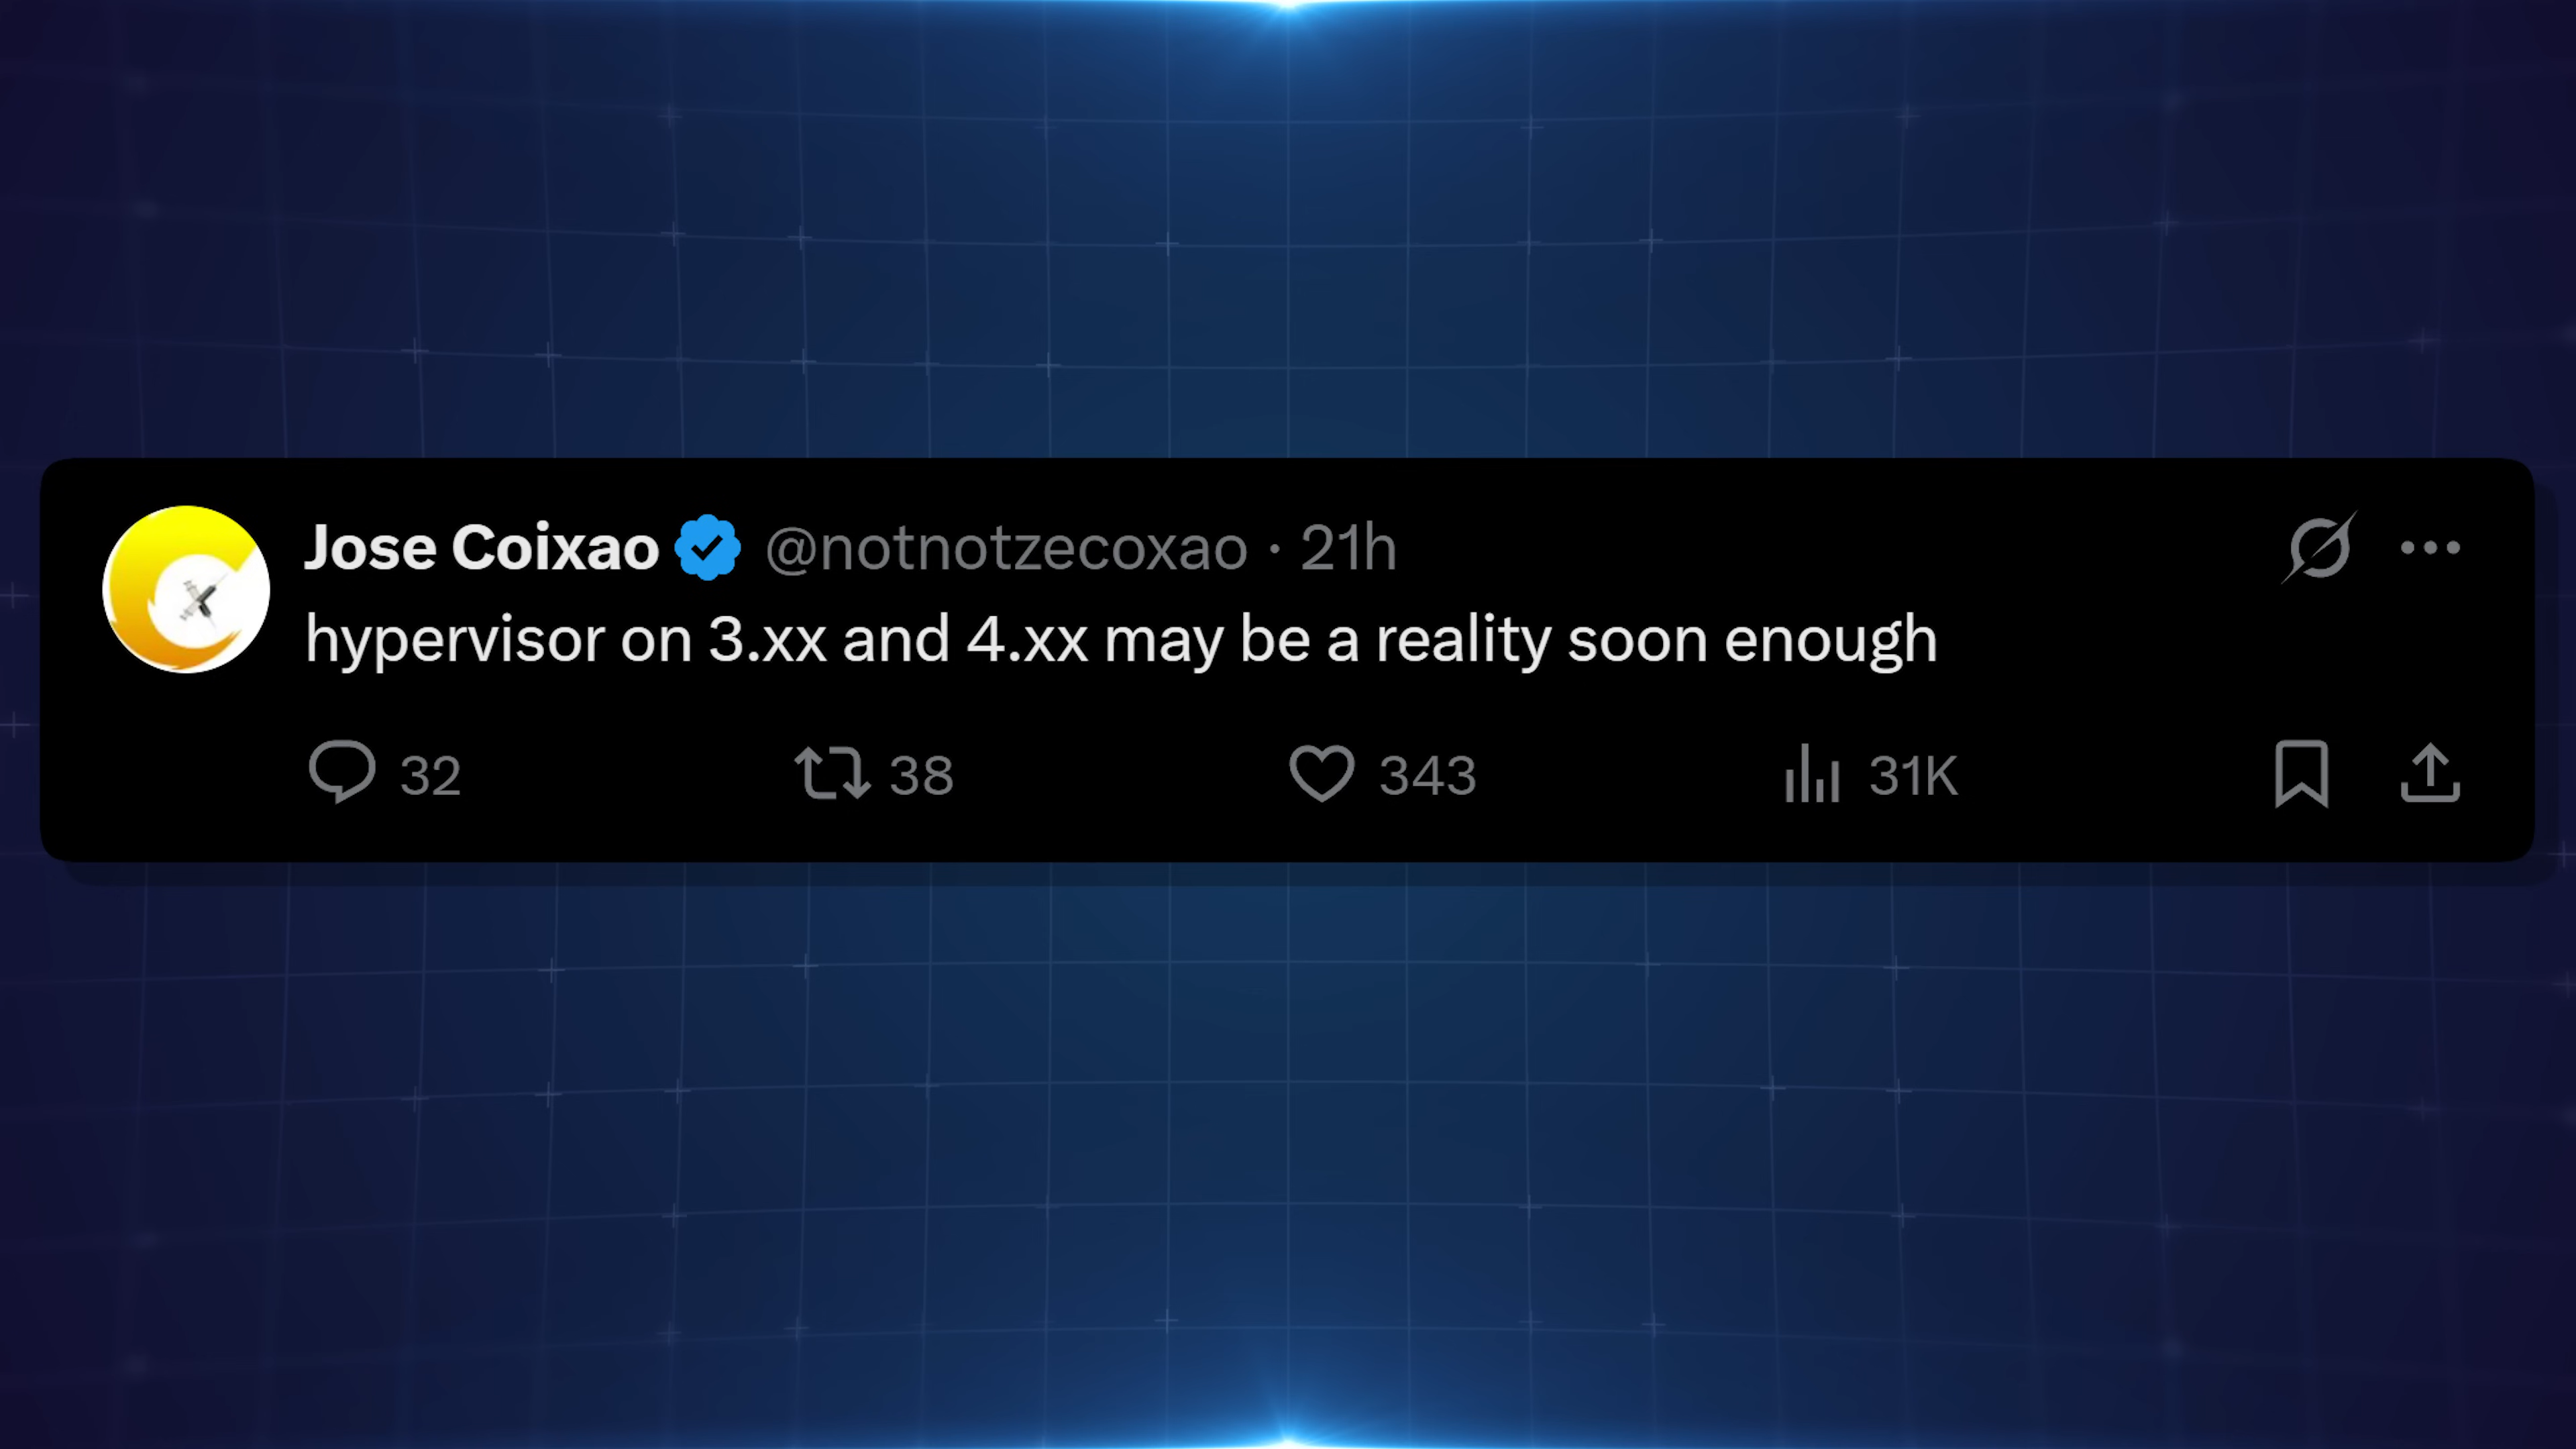 Jose Coixao @notnotzecoxao · 21h
hypervisor on 3.xx and 4.xx may be a reality soon enough
32 38 343 31K